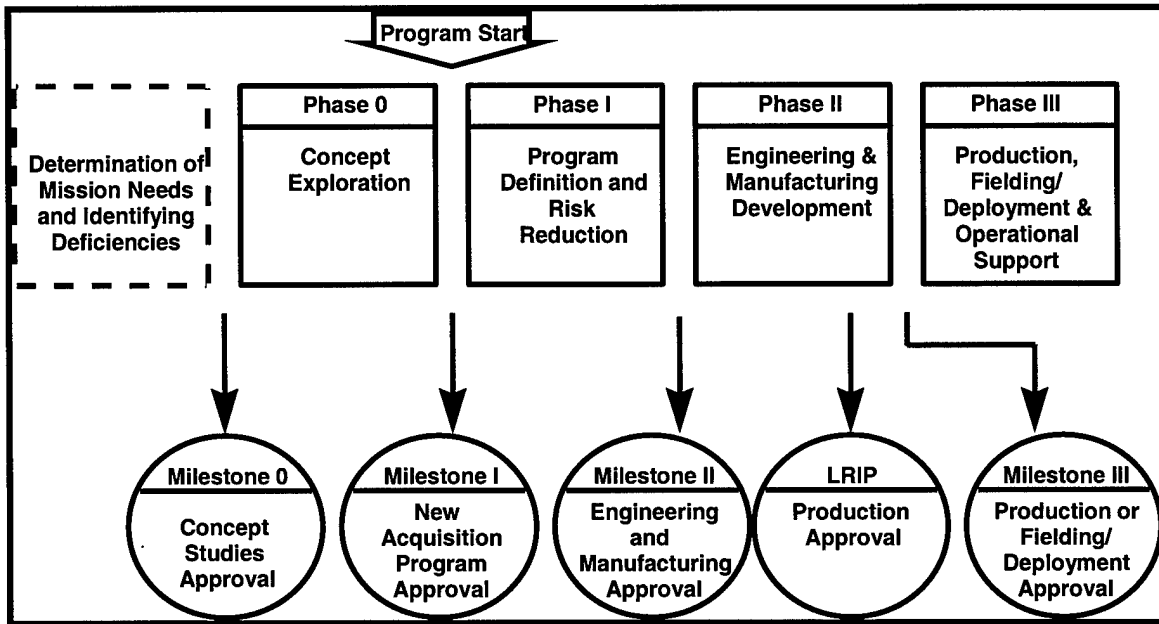 Program Start
Determination of
Mission Needs
and Identifying
Deficiencies
Phase 0
Concept
Exploration
Phase I
Program
Definition and
Risk
Reduction
Phase II
Engineering &
Manufacturing
Development
Phase III
Production,
Fielding/
Deployment &
Operational
Support
Milestone 0
Concept
Studies
Approval
Milestone I
New
Acquisition
Program
Approval
Milestone II
Engineering
and
Manufacturing
Approval
LRIP
Production
Approval
Milestone III
Production or
Fielding/
Deployment
Approval